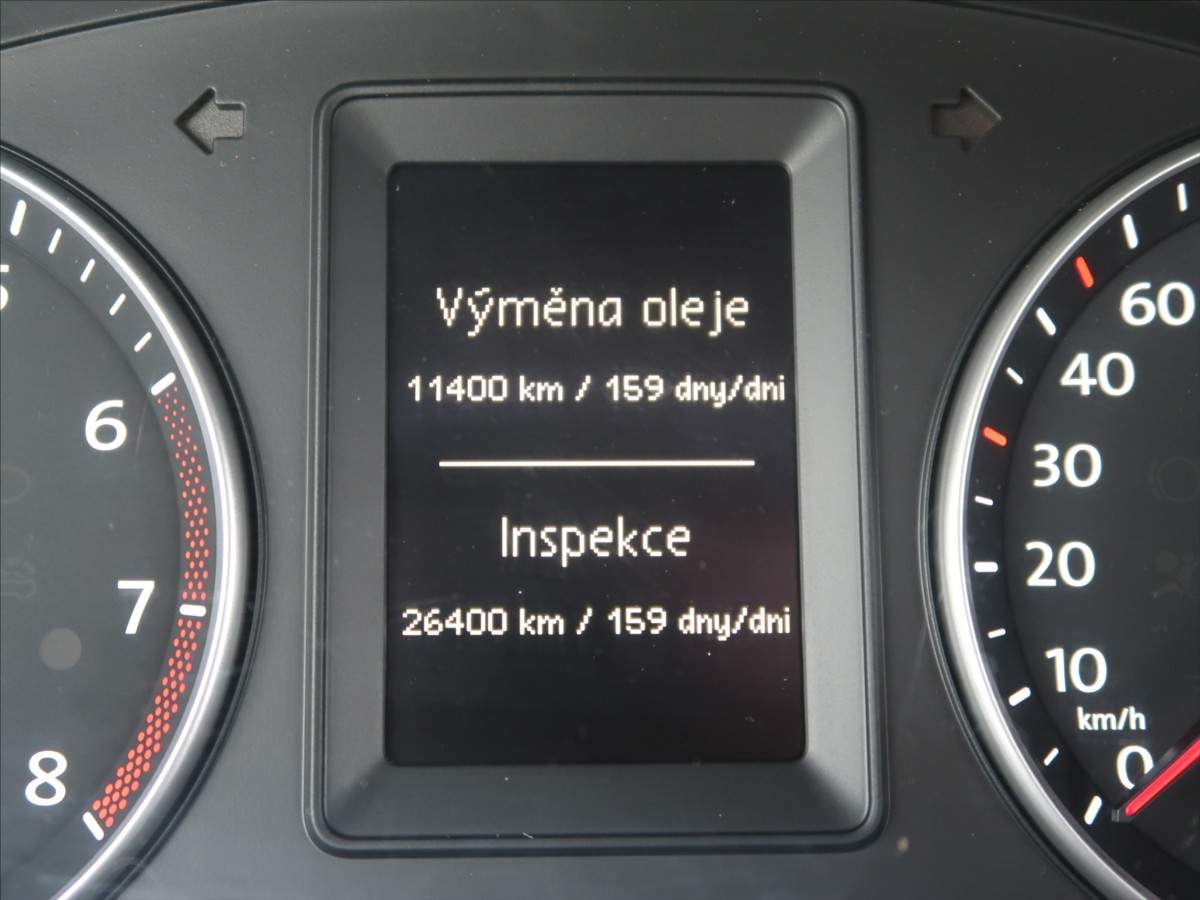 Výměna oleje
11400 km / 159 dny/dni
Inspekce
26400 km / 159 dny/dni
6
7
8
60
40
30
20
10
km/h
0